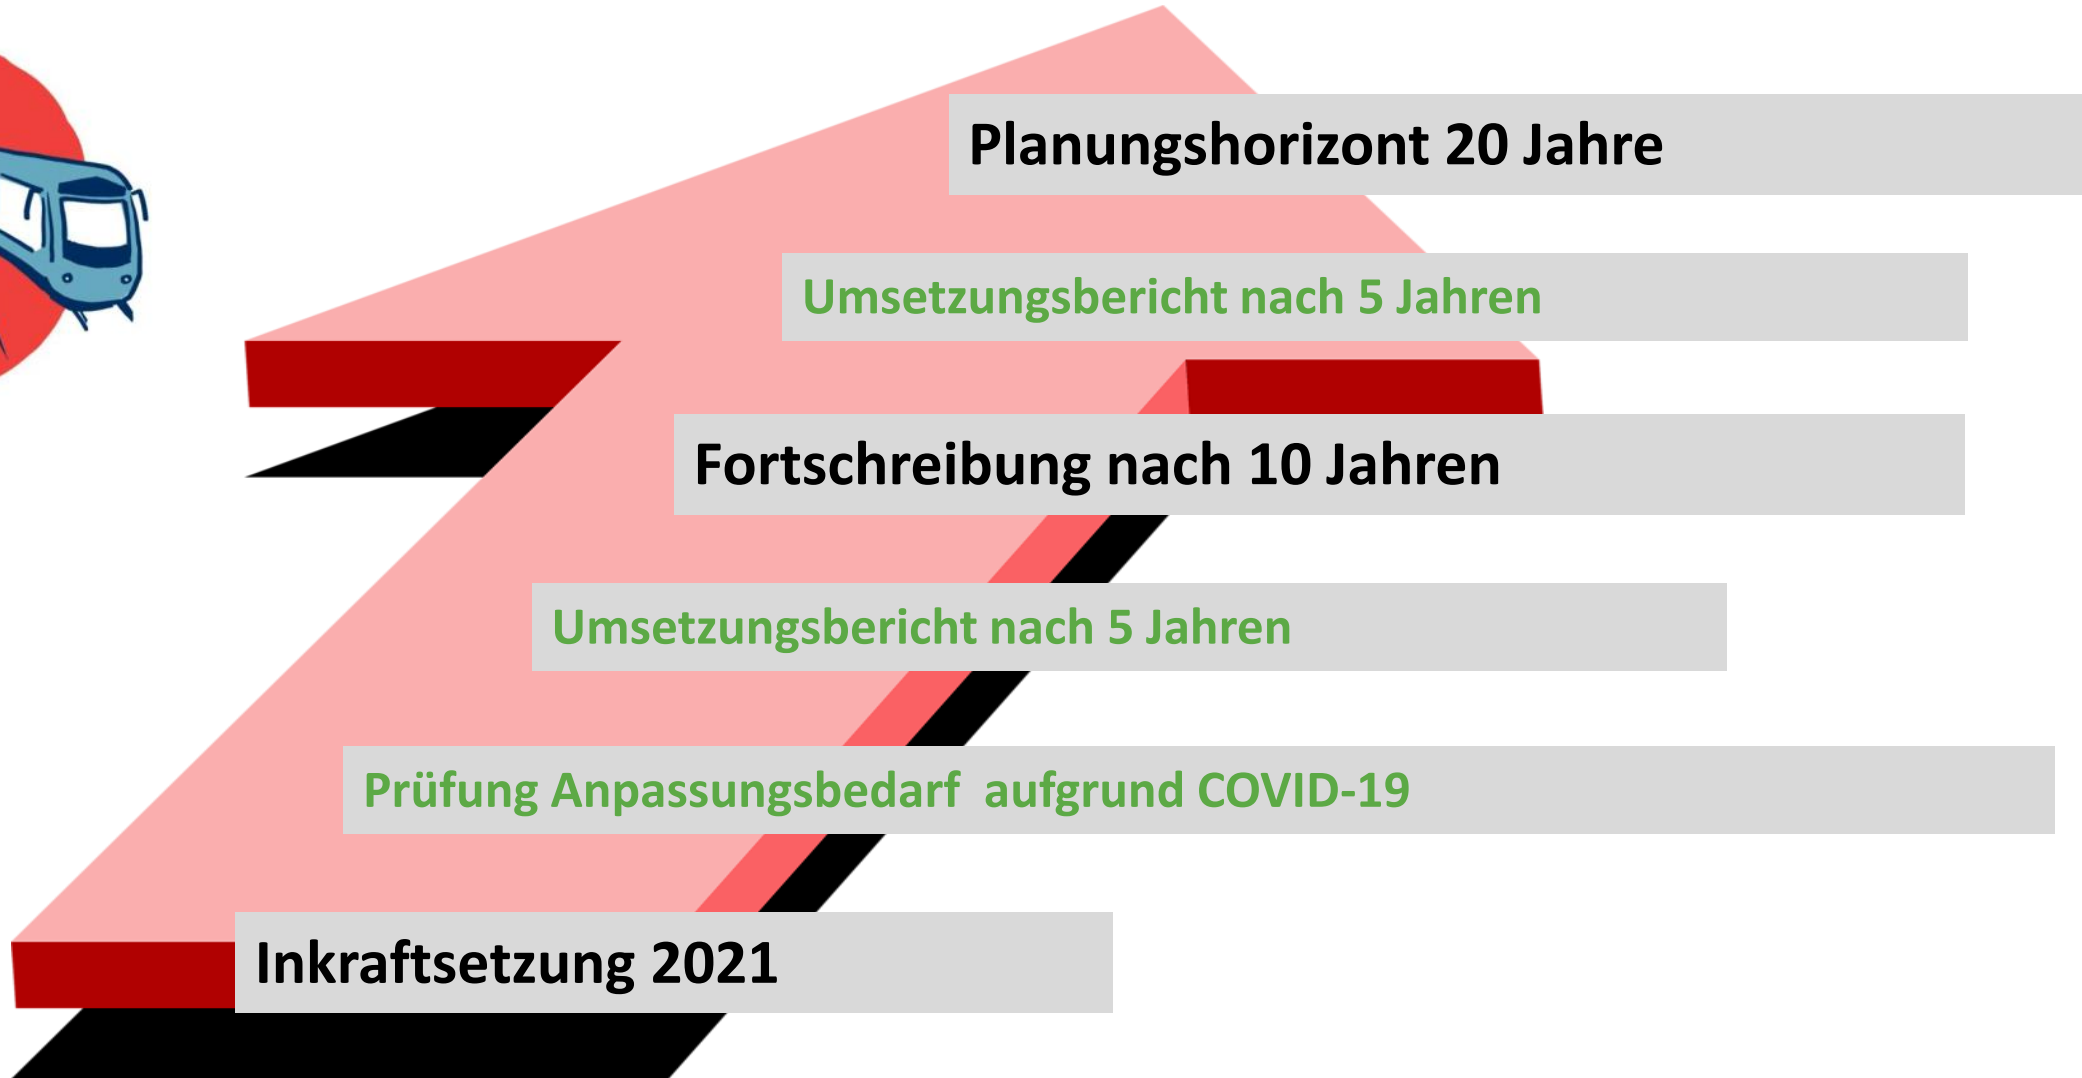 Planungshorizont 20 Jahre
Umsetzungsbericht nach 5 Jahren
Fortschreibung nach 10 Jahren
Umsetzungsbericht nach 5 Jahren
Prüfung Anpassungsbedarf  aufgrund COVID-19
Inkraftsetzung 2021